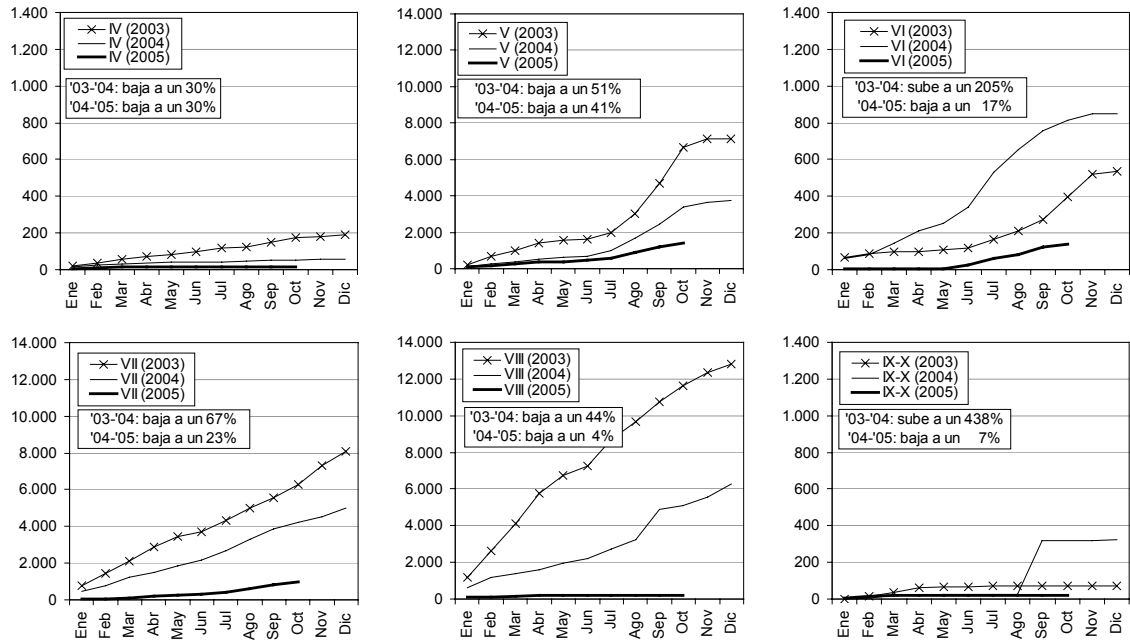 1.400
1.200
1.000
800
600
400
200
0
IV (2003)
IV (2004)
IV (2005)
'03-'04: baja a un 30%
'04-'05: baja a un 30%
Ene Feb Mar Abr May Jun Jul Ago Sep Oct Nov Dic
14.000
12.000
10.000
8.000
6.000
4.000
2.000
0
V (2003)
V (2004)
V (2005)
'03-'04: baja a un 51%
'04-'05: baja a un 41%
Ene Feb Mar Abr May Jun Jul Ago Sep Oct Nov Dic
1.400
1.200
1.000
800
600
400
200
0
VI (2003)
VI (2004)
VI (2005)
'03-'04: sube a un 205%
'04-'05: baja a un 17%
Ene Feb Mar Abr May Jun Jul Ago Sep Oct Nov Dic
14.000
12.000
10.000
8.000
6.000
4.000
2.000
0
VII (2003)
VII (2004)
VII (2005)
'03-'04: baja a un 67%
'04-'05: baja a un 23%
Ene Feb Mar Abr May Jun Jul Ago Sep Oct Nov Dic
14.000
12.000
10.000
8.000
6.000
4.000
2.000
0
VIII (2003)
VIII (2004)
VIII (2005)
'03-'04: baja a un 44%
'04-'05: baja a un 4%
Ene Feb Mar Abr May Jun Jul Ago Sep Oct Nov Dic
1.400
1.200
1.000
800
600
400
200
0
IX-X (2003)
IX-X (2004)
IX-X (2005)
'03-'04: sube a un 438%
'04-'05: baja a un 7%
Ene Feb Mar Abr May Jun Jul Ago Sep Oct Nov Dic